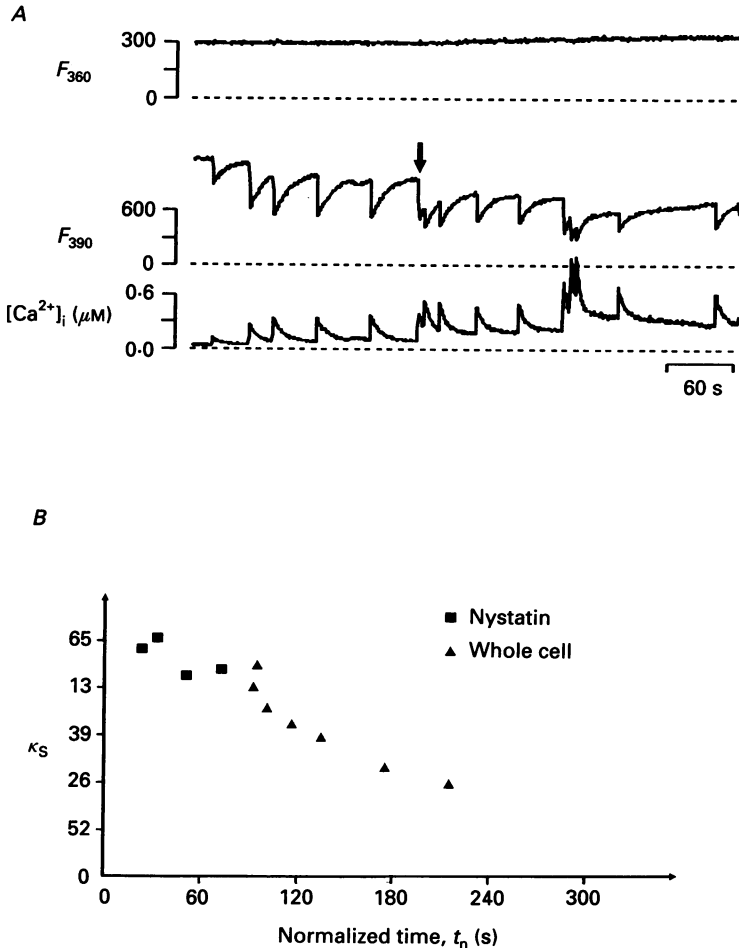 A
300
F360
0
600
F390
0
0·6
[Ca2+]i (μM)
0·0
60 s
B
Nystatin
Whole cell
65
13
39
κS
26
52
0
0 60 120 180 240 300
Normalized time, tn (s)